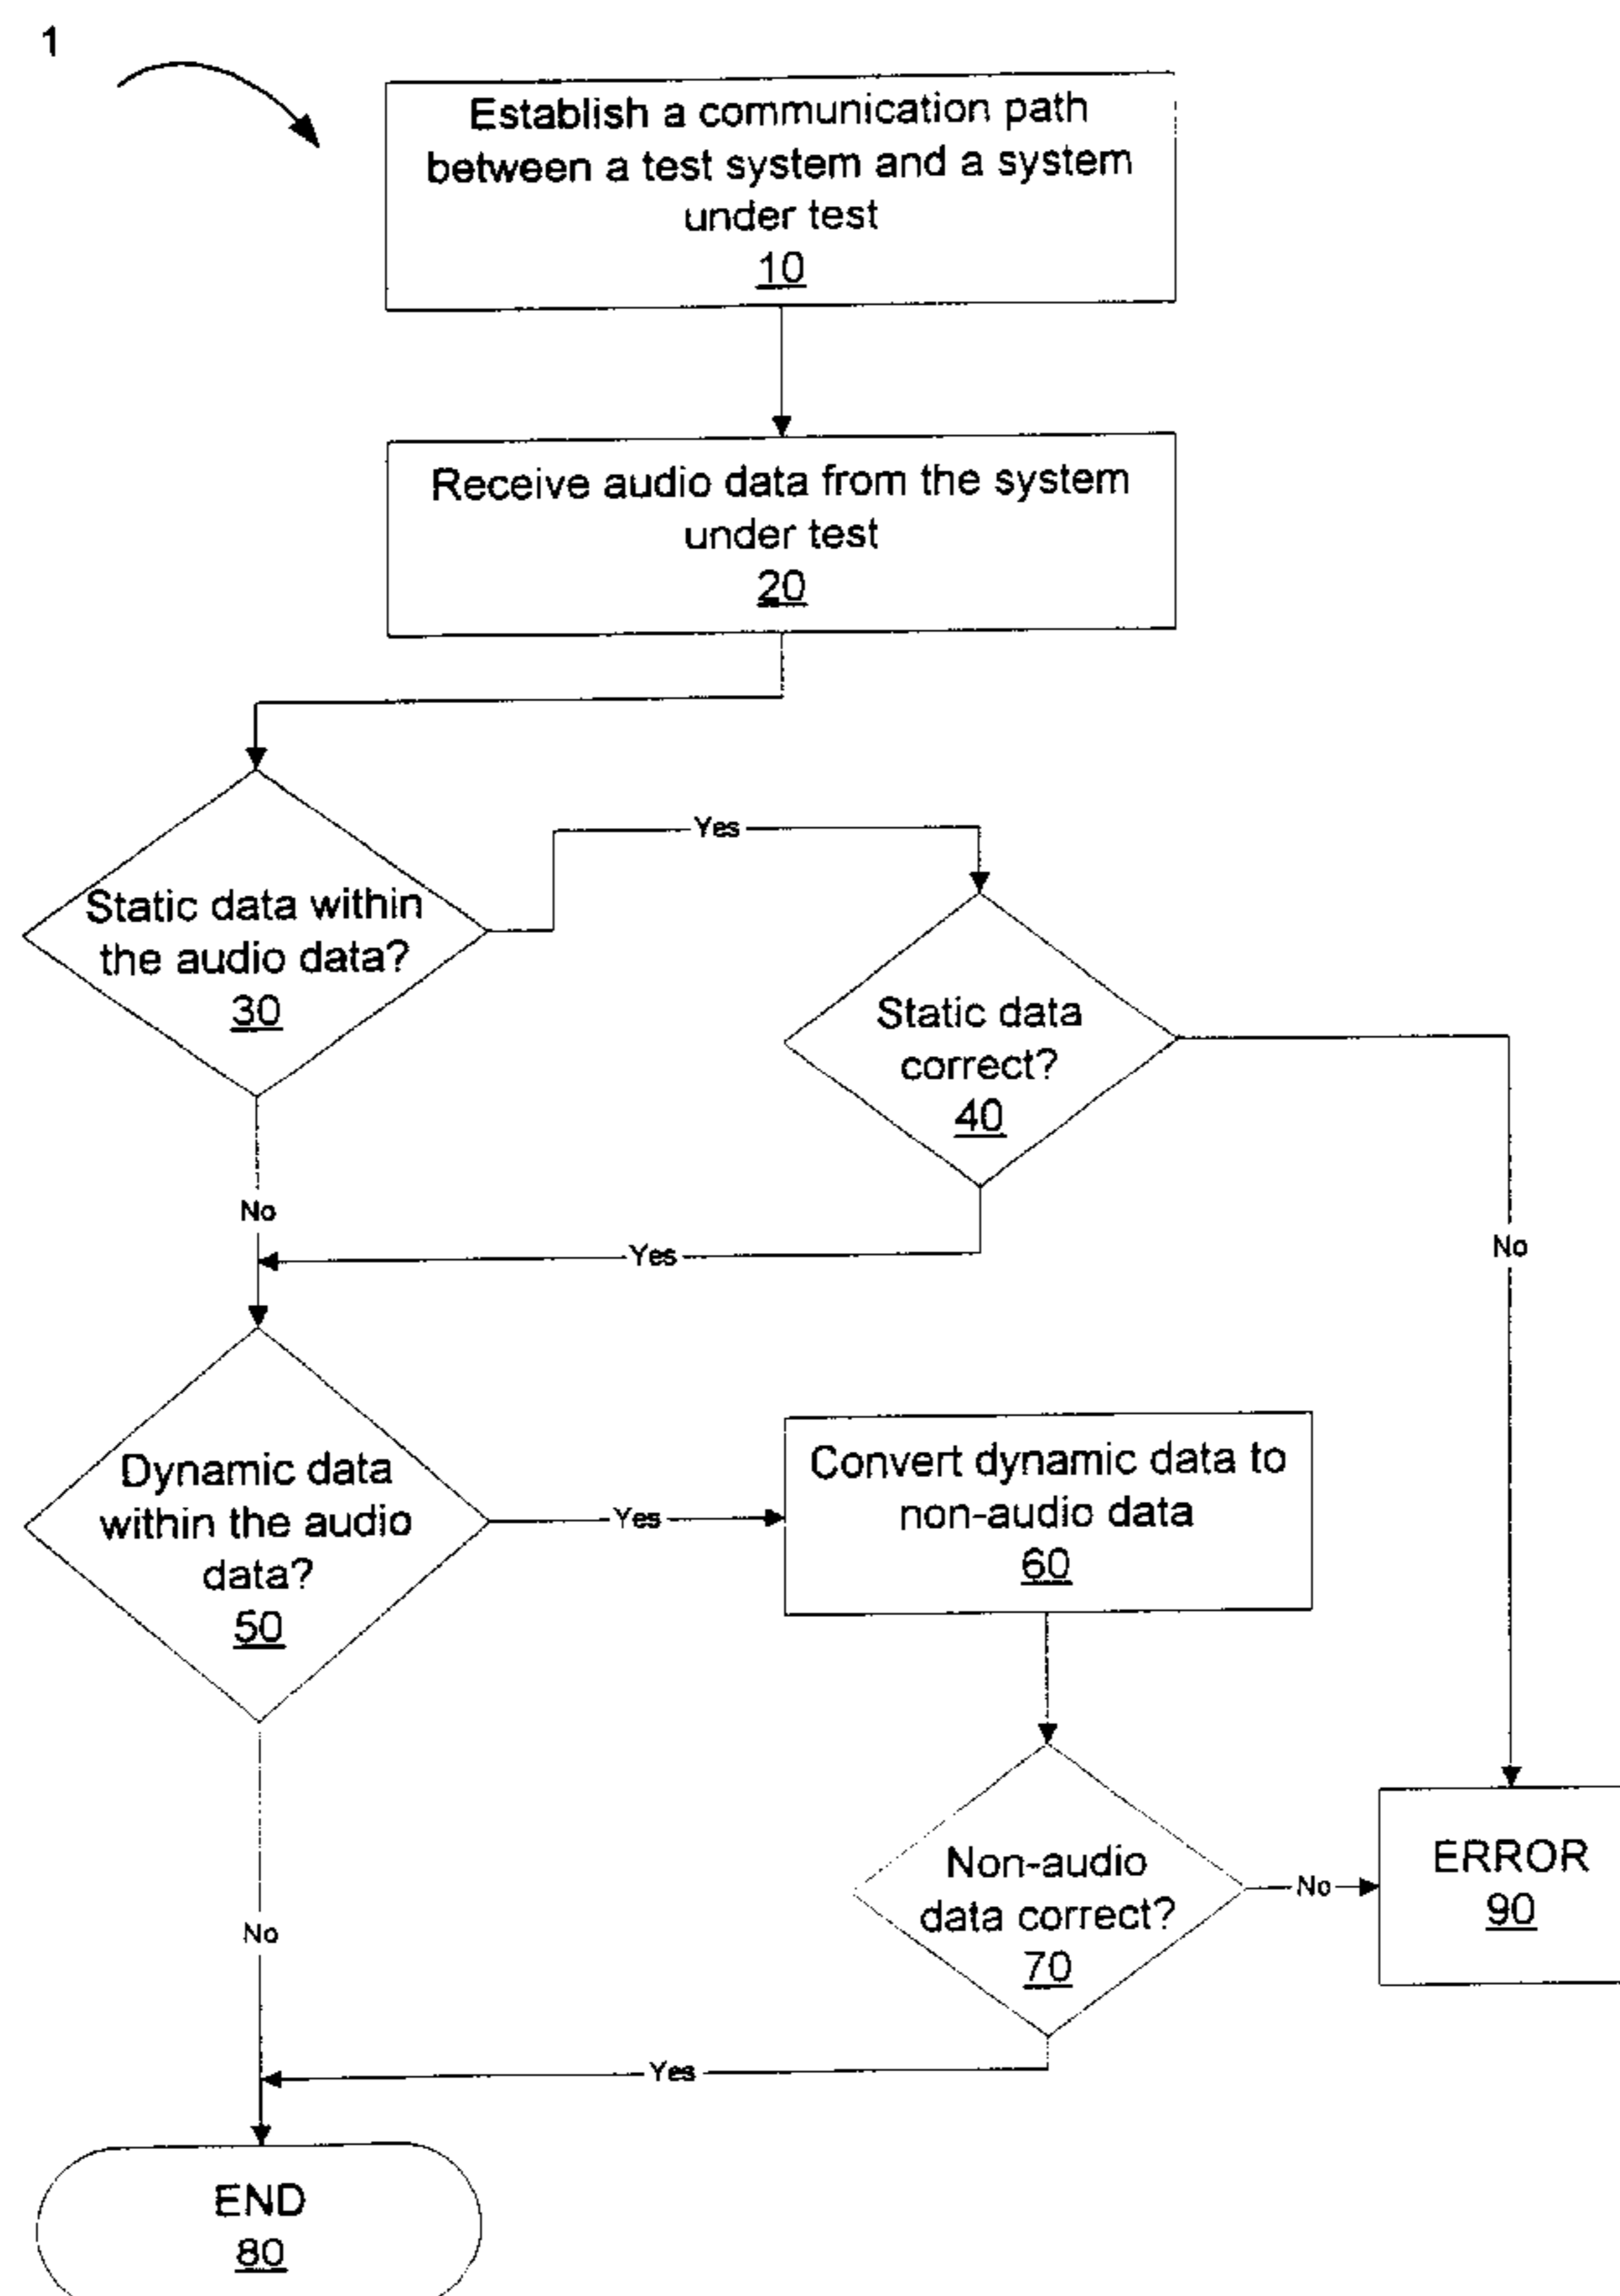 1
Establish a communication path
between a test system and a system
under test
10
Receive audio data from the system
under test
20
Yes
Static data within
the audio data?
30
Static data
correct?
40
No
Yes
No
Dynamic data
within the audio
data?
50
Yes
Convert dynamic data to
non-audio data
60
Non-audio
data correct?
70
No
ERROR
90
No
Yes
END
80